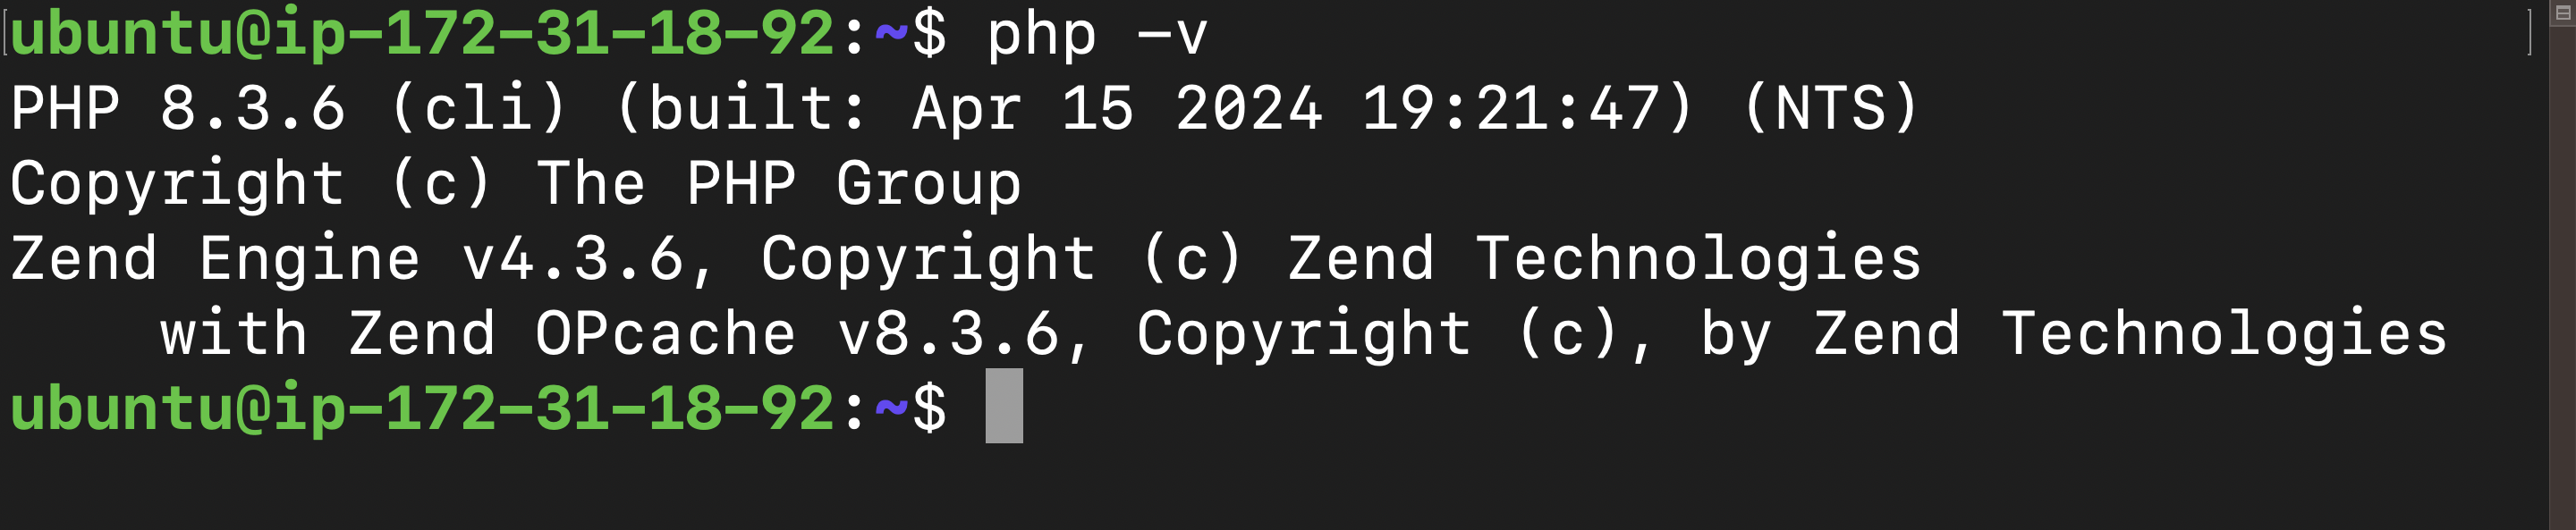 ubuntu@ip-172-31-18-92:~$ php -v
PHP 8.3.6 (cli) (built: Apr 15 2024 19:21:47) (NTS)
Copyright (c) The PHP Group
Zend Engine v4.3.6, Copyright (c) Zend Technologies
    with Zend OPcache v8.3.6, Copyright (c), by Zend Technologies
ubuntu@ip-172-31-18-92:~$